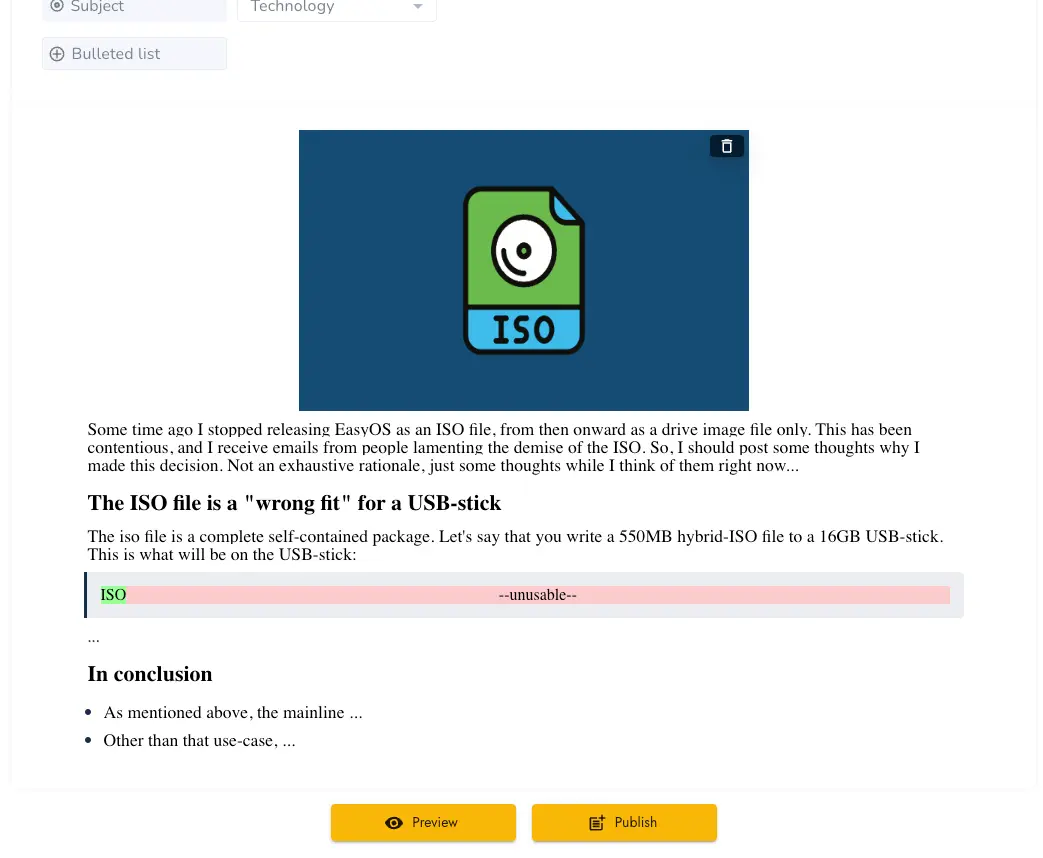 Subject
Technology
Bulleted list
ISO
Some time ago I stopped releasing EasyOS as an ISO file, from then onward as a drive image file only. This has been
contentious, and I receive emails from people lamenting the demise of the ISO. So, I should post some thoughts why I
made this decision. Not an exhaustive rationale, just some thoughts while I think of them right now...
The ISO file is a "wrong fit" for a USB-stick
The iso file is a complete self-contained package. Let's say that you write a 550MB hybrid-ISO file to a 16GB USB-stick.
This is what will be on the USB-stick:
ISO --unusable--
...
In conclusion
• As mentioned above, the mainline ...
• Other than that use-case, ...
Preview
Publish